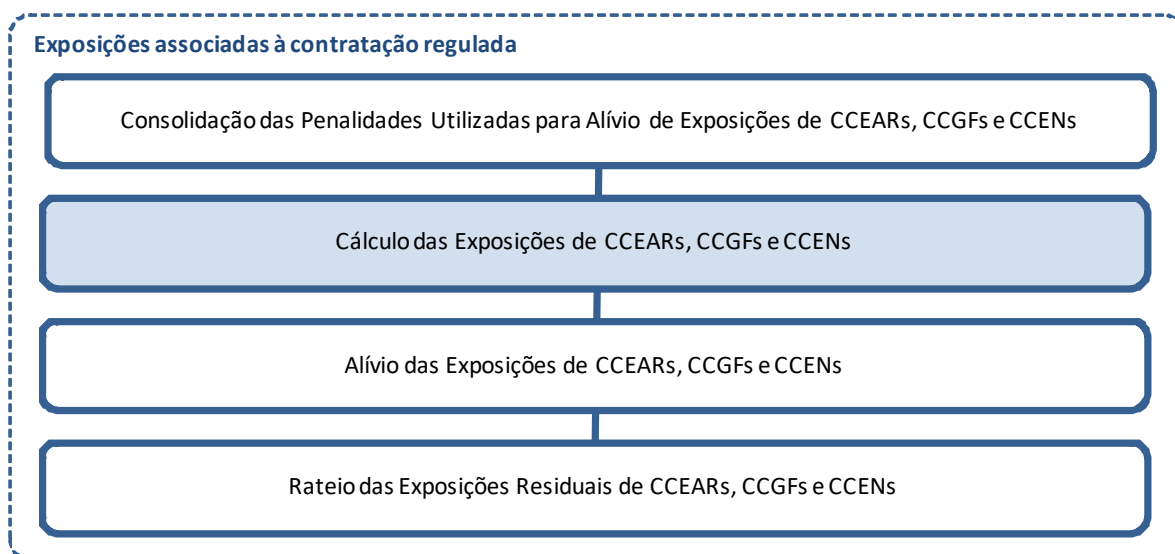 Exposições associadas à contratação regulada
Consolidação das Penalidades Utilizadas para Alívio de Exposições de CCEARs, CCGFs e CCENs
Cálculo das Exposições de CCEARs, CCGFs e CCENs
Alívio das Exposições de CCEARs, CCGFs e CCENs
Rateio das Exposições Residuais de CCEARs, CCGFs e CCENs